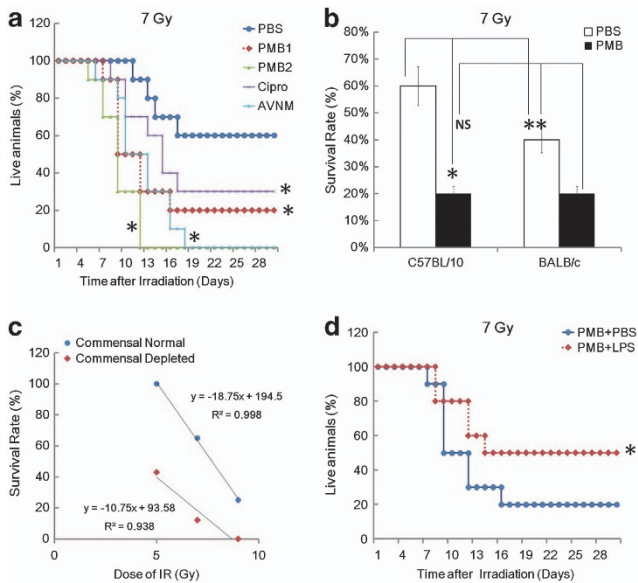 a
7 Gy
PBS
PMB1
PMB2
Cipro
AVNM
120
100
80
60
40
20
0
Live animals (%)
*
*
*
*
1 4 7 10 13 16 19 22 25 28
Time after Irradiation (Days)
b
7 Gy
PBS
PMB
80%
70%
60%
50%
40%
30%
20%
10%
0%
Survival Rate (%)
NS
**
*
C57BL/10 BALB/c
c
Commensal Normal
Commensal Depleted
120
100
80
60
40
20
0
Survival Rate (%)
y = -18.75x + 194.5
R² = 0.998
y = -10.75x + 93.58
R² = 0.938
0 5 10
Dose of IR (Gy)
d
7 Gy
PMB+PBS
PMB+LPS
120
100
80
60
40
20
0
Live animals (%)
*
1 4 7 10 13 16 19 22 25 28
Time after Irradiation (Days)